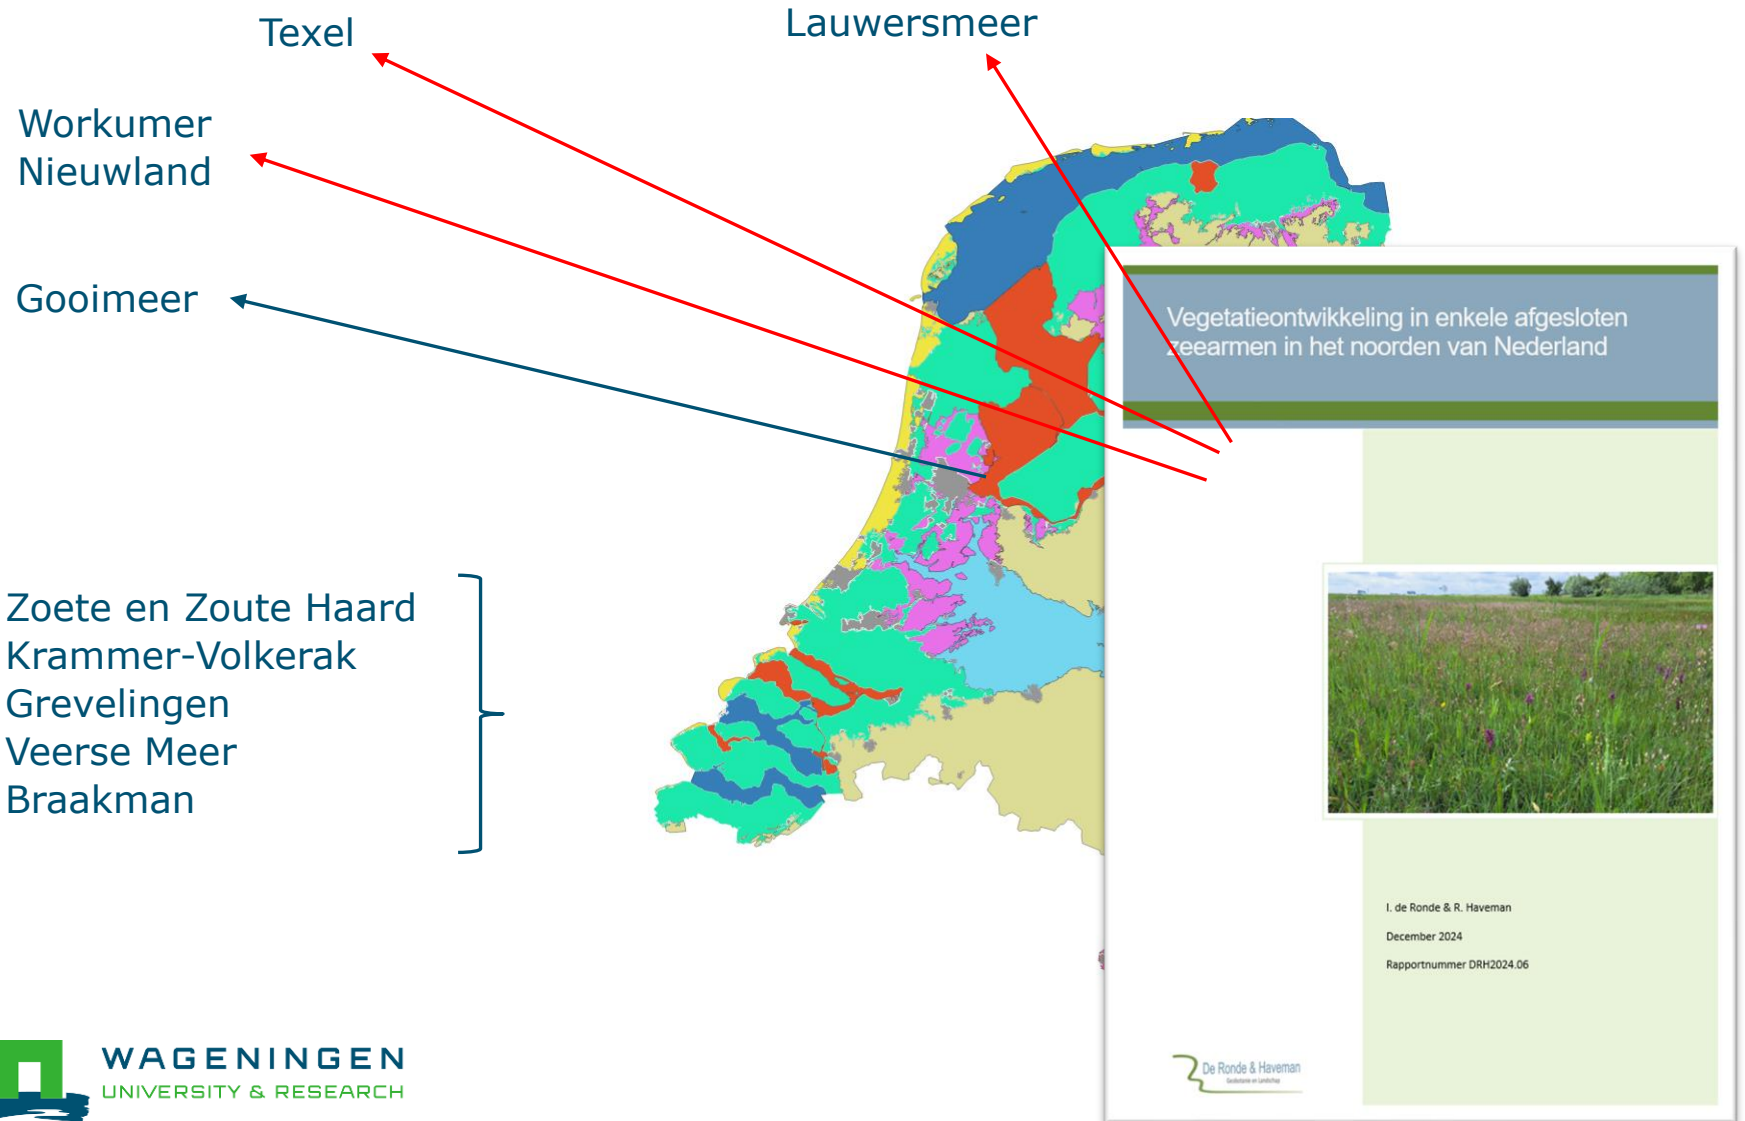 Texel
Lauwersmeer
Workumer
Nieuwland
Gooimeer
Zoete en Zoute Haard
Krammer-Volkerak
Grevelingen
Veerse Meer
Braakman
Vegetatieontwikkeling in enkele afgesloten
zeearmen in het noorden van Nederland
I. de Ronde & R. Haveman
December 2024
Rapportnummer DRH2024.06
De Ronde & Haveman
WAGENINGEN
UNIVERSITY & RESEARCH